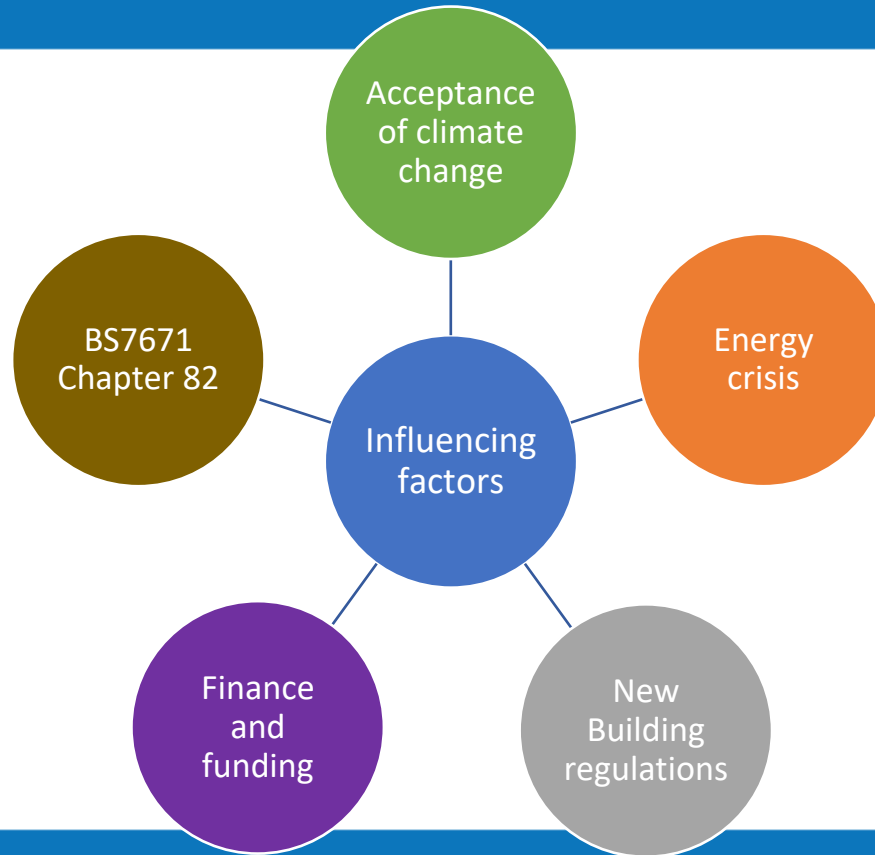 Acceptance
of climate
change
BS7671
Chapter 82
Energy
crisis
Influencing
factors
Finance
and
funding
New
Building
regulations